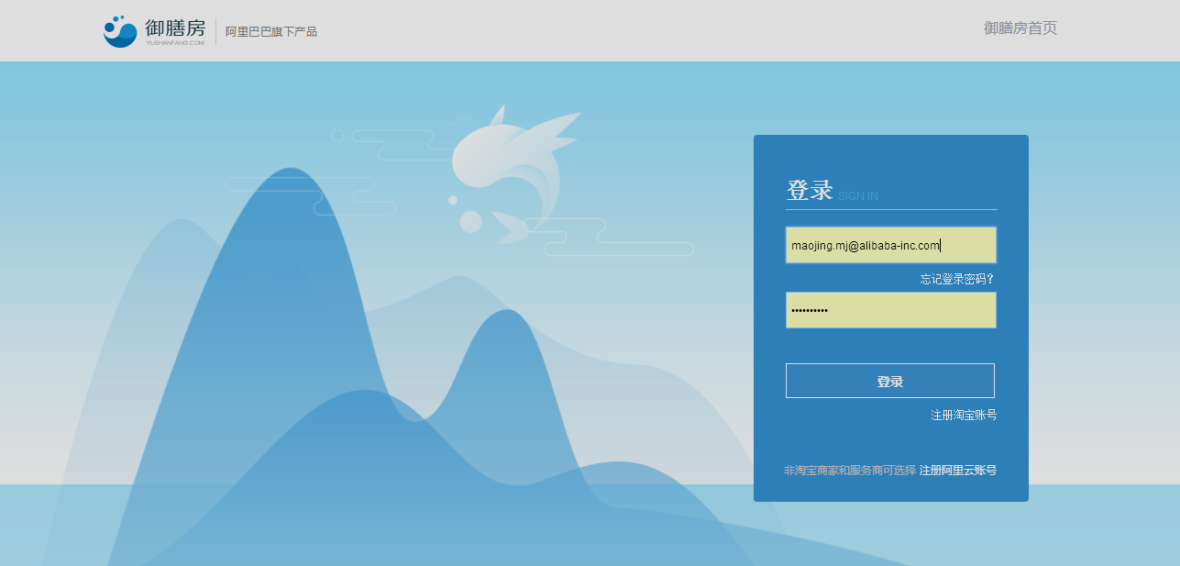 御膳房
YUSHANFANG.COM
阿里巴巴旗下产品
御膳房首页
登录 SIGN IN
maojing.mj@alibaba-inc.com
忘记登录密码?
••••••••••
登录
注册淘宝账号
非淘宝商家和服务商可选择 注册阿里云账号